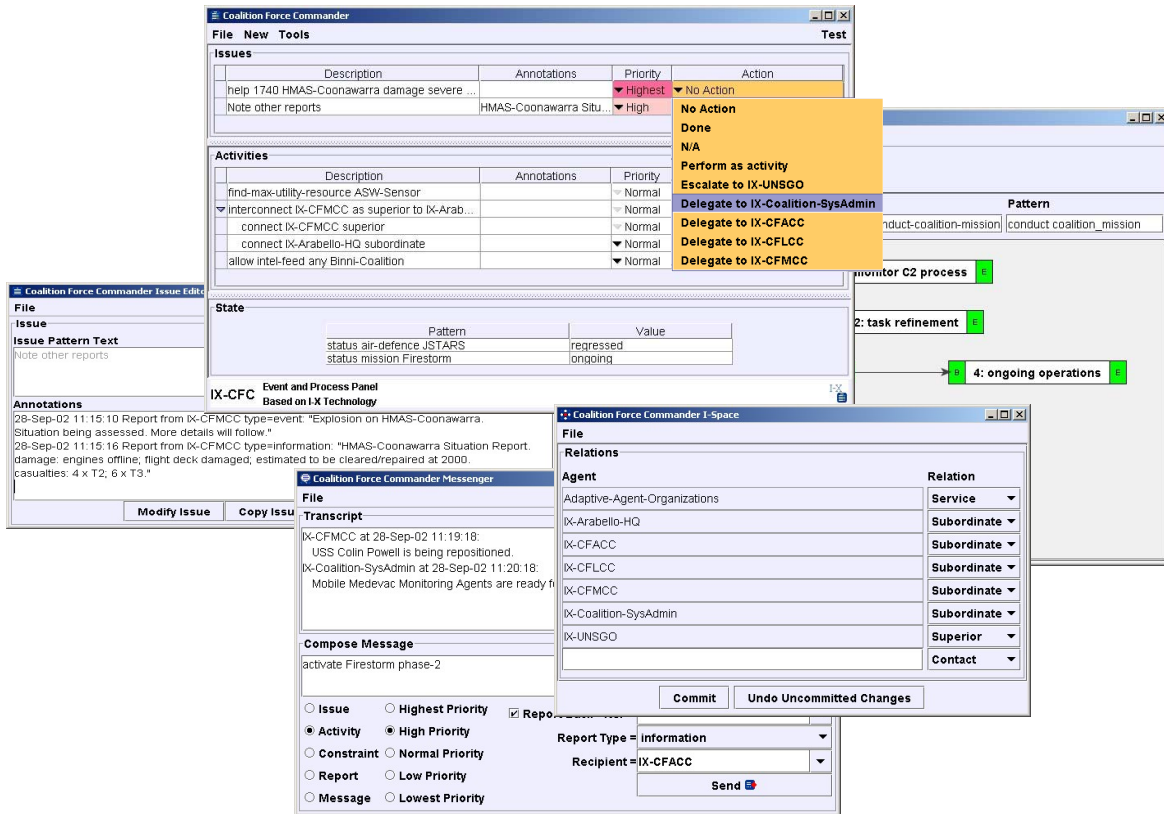 Coalition Force Commander
File New Tools Test
Issues
Description Annotations Priority Action
help 1740 HMAS-Coonawarra damage severe ... Highest No Action
Note other reports HMAS-Coonawarra Situ... High
No Action
Done
N/A
Perform as activity
Escalate to IX-UNSGO
Delegate to IX-Coalition-SysAdmin
Delegate to IX-CFACC
Delegate to IX-CFLCC
Delegate to IX-CFMCC
Activities
Description Annotations Priority
find-max-utility-resource ASW-Sensor Normal
interconnect IX-CFMCC as superior to IX-Arab... Normal
connect IX-CFMCC superior Normal
connect IX-Arabello-HQ subordinate Normal
allow intel-feed any Binni-Coalition Normal
State
Pattern Value
status air-defence JSTARS regressed
status mission Firestorm ongoing
IX-CFC Event and Process Panel
Based on I-X Technology
I-X
Pattern
conduct coalition_mission
monitor C2 process E
2: task refinement E
B 4: ongoing operations E
Coalition Force Commander Issue Edito
File
Issue
Issue Pattern Text
Note other reports
Annotations
28-Sep-02 11:15:10 Report from IX-CFMCC type=event: "Explosion on HMAS-Coonawarra.
Situation being assessed. More details will follow."
28-Sep-02 11:15:16 Report from IX-CFMCC type=information: "HMAS-Coonawarra Situation Report.
damage: engines offline; flight deck damaged; estimated to be cleared/repaired at 2000.
casualties: 4 x T2; 6 x T3."
Modify Issue Copy Issu
Coalition Force Commander Messenger
File
Transcript
IX-CFMCC at 28-Sep-02 11:19:18:
USS Colin Powell is being repositioned.
IX-Coalition-SysAdmin at 28-Sep-02 11:20:18:
Mobile Medevac Monitoring Agents are ready f
Compose Message
activate Firestorm phase-2
Issue Highest Priority
Activity High Priority
Constraint Normal Priority
Report Low Priority
Message Lowest Priority
Report Type = information
Recipient = IX-CFACC
Send
Coalition Force Commander I-Space
File
Relations
Agent Relation
Adaptive-Agent-Organizations Service
IX-Arabello-HQ Subordinate
IX-CFACC Subordinate
IX-CFLCC Subordinate
IX-CFMCC Subordinate
IX-Coalition-SysAdmin Subordinate
IX-UNSGO Superior
Contact
Commit Undo Uncommitted Changes